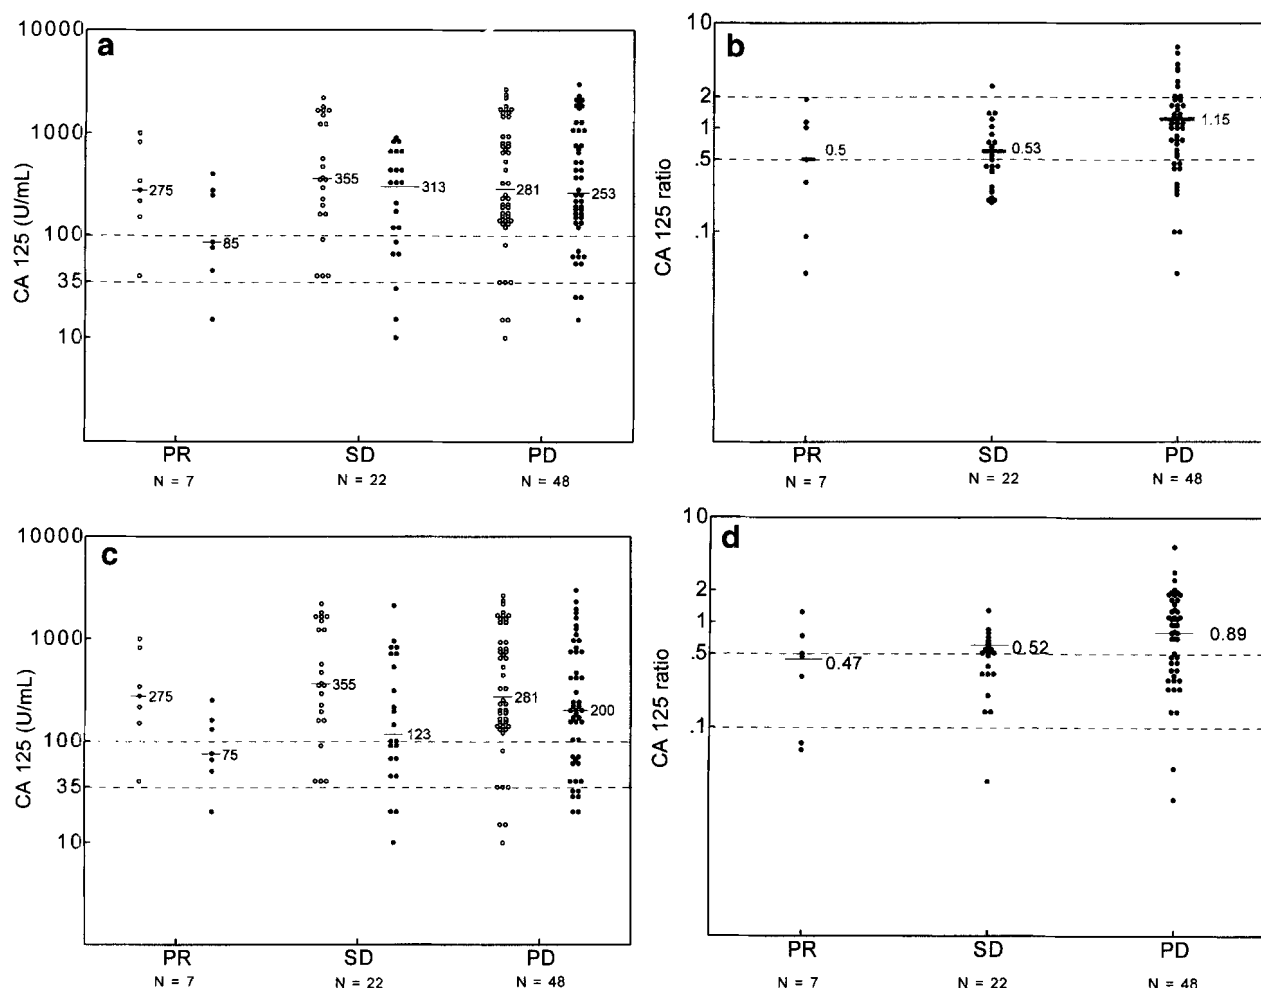 a
10000
1000
100
35
10
CA 125 (U/mL)
275
85
355
313
281
253
PR
SD
PD
N = 7
N = 22
N = 48
b
10
2
1
.5
.1
CA 125 ratio
0.5
0.53
1.15
PR
SD
PD
N = 7
N = 22
N = 48
c
10000
1000
100
35
10
CA 125 (U/mL)
275
75
355
123
281
200
PR
SD
PD
N = 7
N = 22
N = 48
d
10
2
1
.5
.1
CA 125 ratio
0.47
0.52
0.89
PR
SD
PD
N = 7
N = 22
N = 48